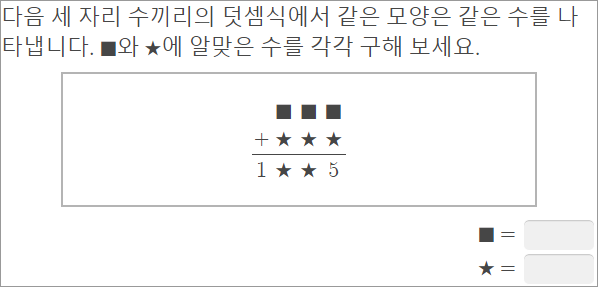 다음 세 자리 수끼리의 덧셈식에서 같은 모양은 같은 수를 나
타냅니다. ■와 ★에 알맞은 수를 각각 구해 보세요.
■ ■ ■
+ ★ ★ ★
1 ★ ★ 5
■ =
★ =